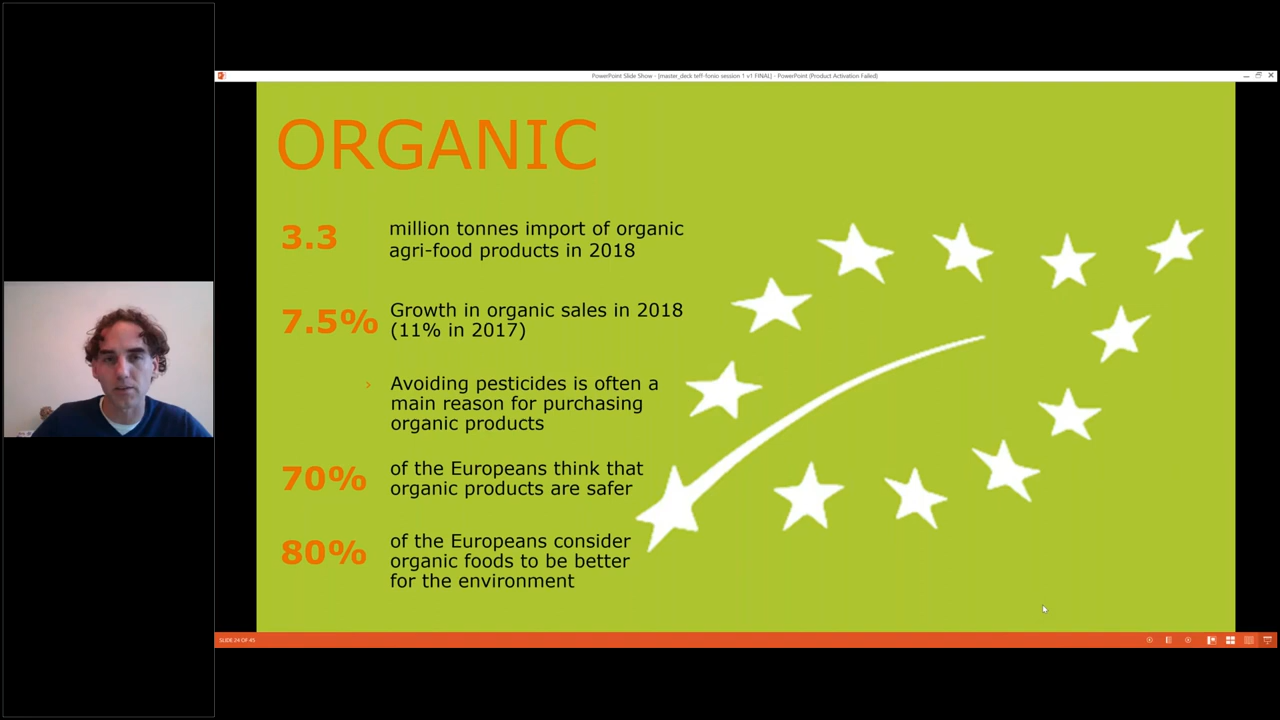 PowerPoint Slide Show - [master_deck teff-fonio session 1 v1 FINAL] - PowerPoint (Product Activation Failed)
ORGANIC
3.3 million tonnes import of organic
agri-food products in 2018
7.5% Growth in organic sales in 2018
(11% in 2017)
› Avoiding pesticides is often a
main reason for purchasing
organic products
70% of the Europeans think that
organic products are safer
80% of the Europeans consider
organic foods to be better
for the environment
SLIDE 24 OF 45